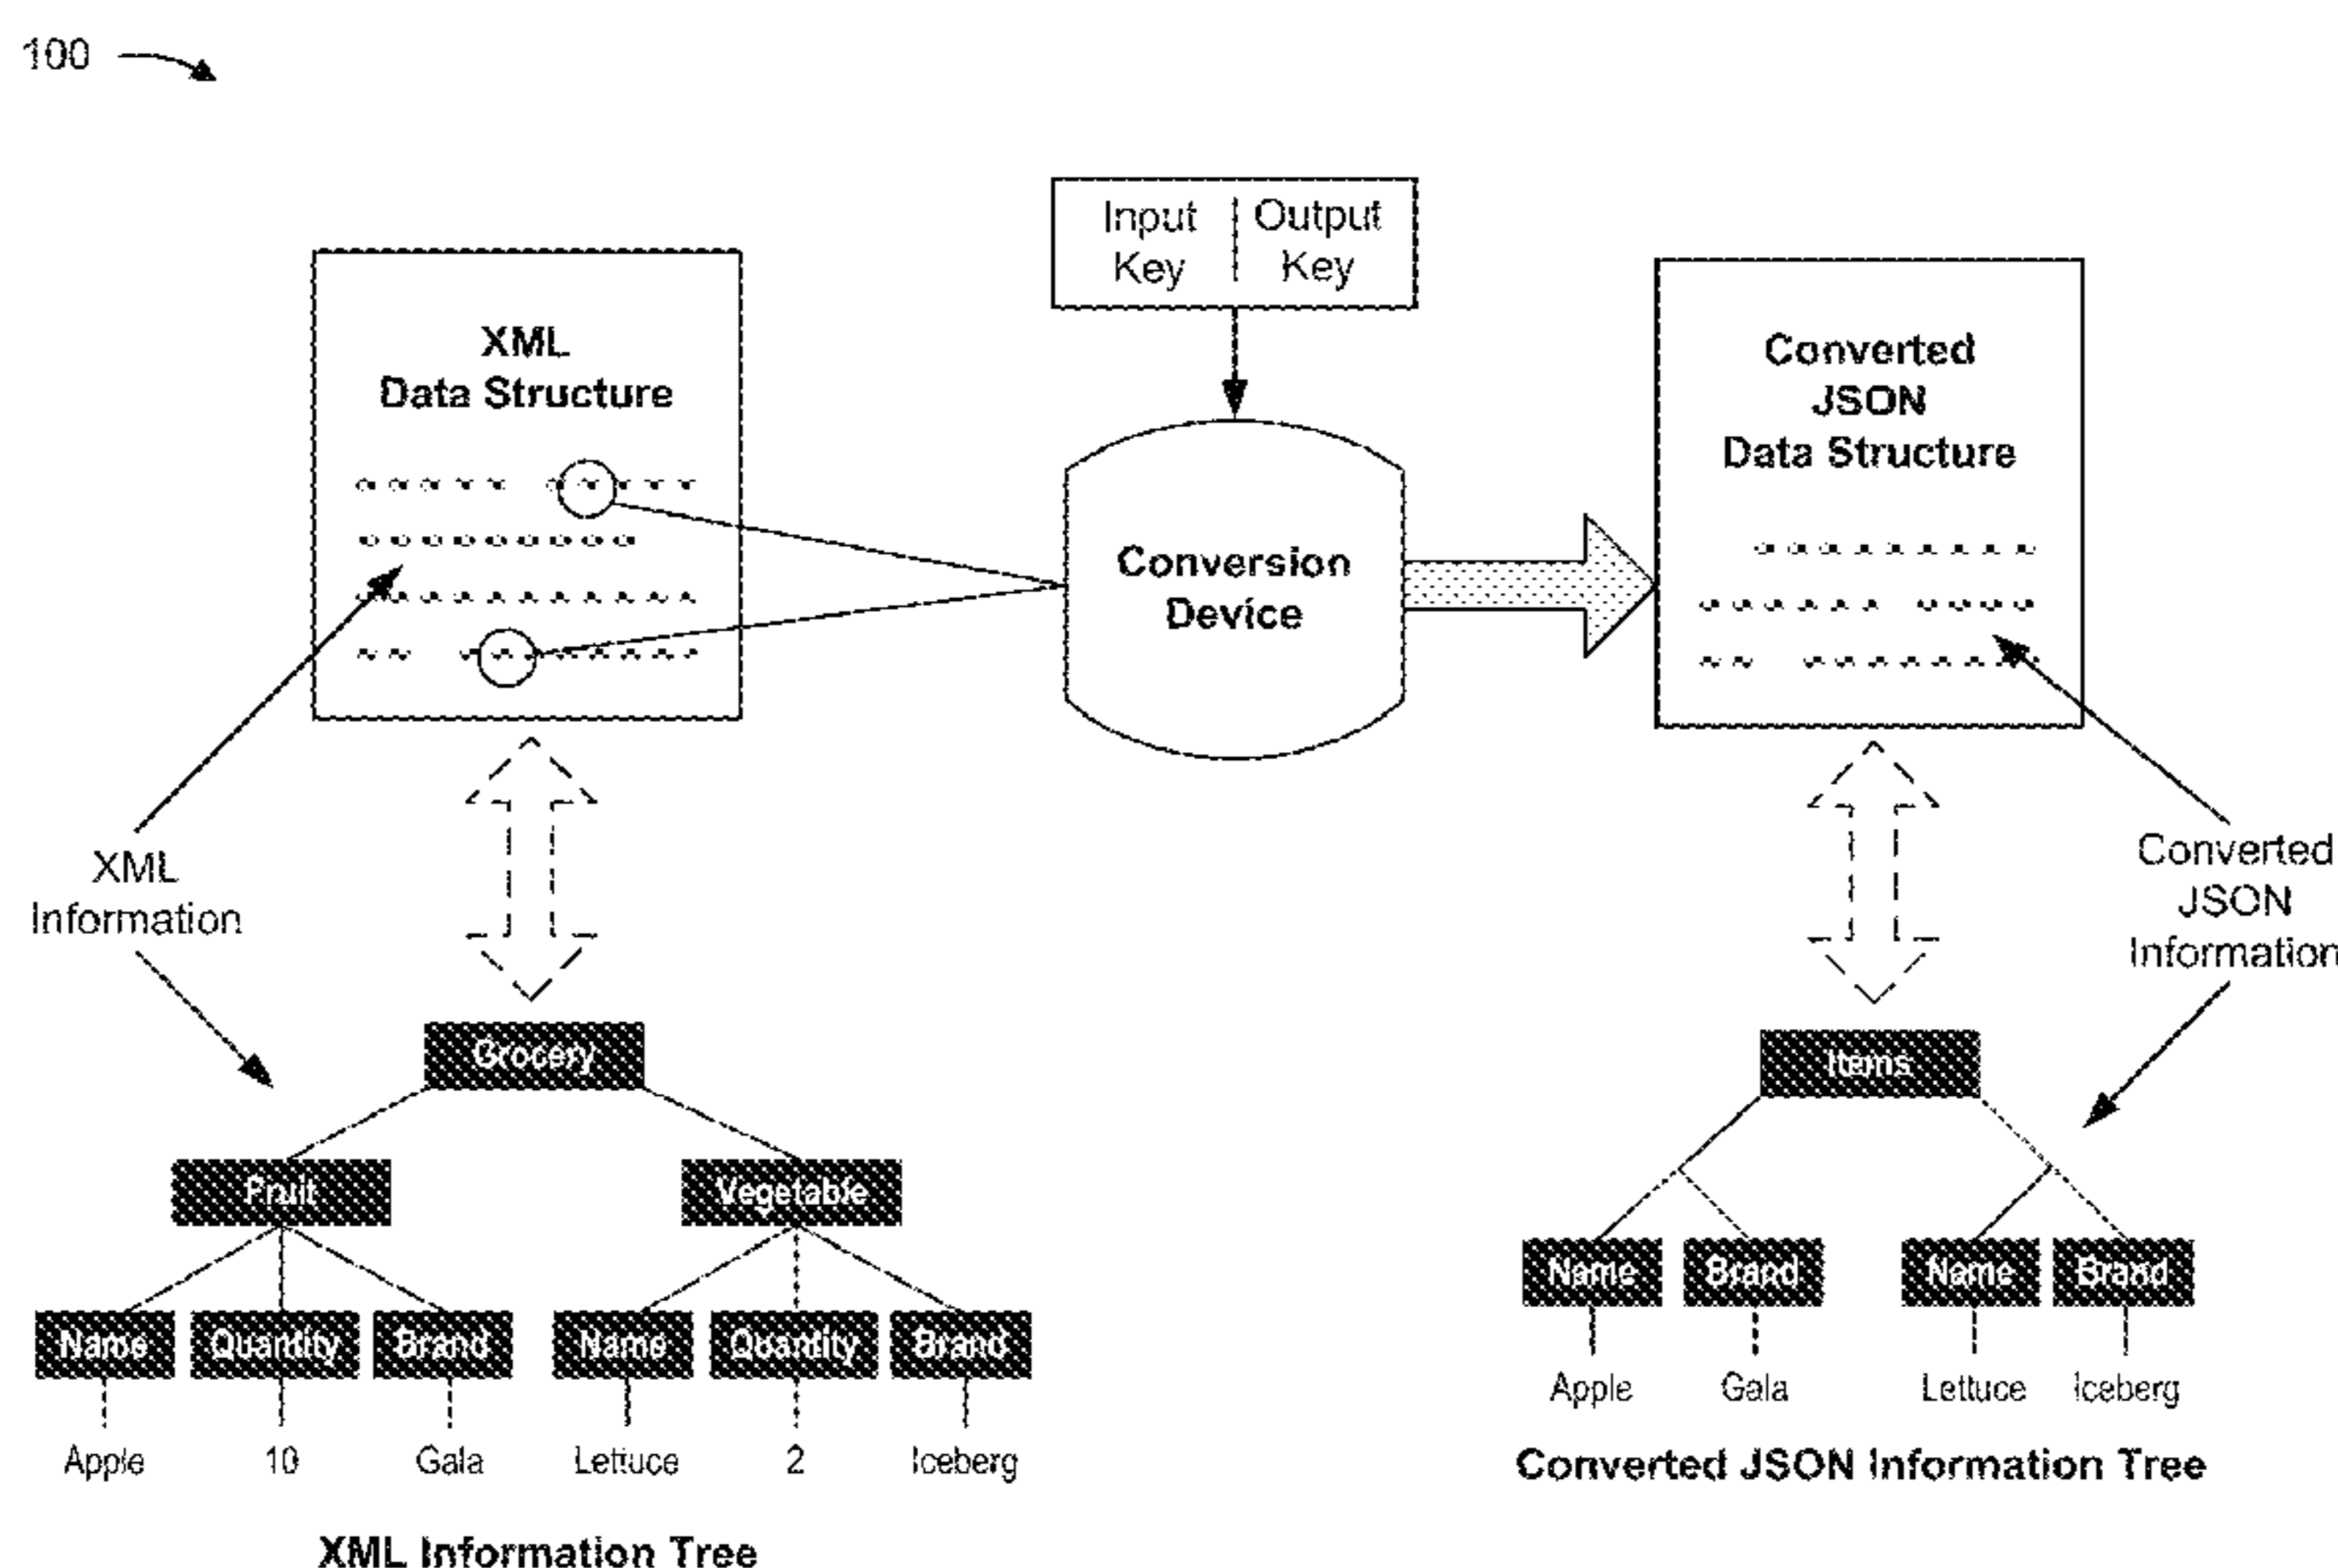 100
Input Key
Output Key
XML
Data Structure
Converted
JSON
Data Structure
Conversion
Device
XML
Information
Converted
JSON
Information
Grocery
Items
Fruit
Vegetable
Name
Brand
Name
Brand
Name
Quantity
Brand
Name
Quantity
Brand
Apple
Gala
Lettuce
Iceberg
Apple
10
Gala
Lettuce
2
Iceberg
Converted JSON Information Tree
XML Information Tree